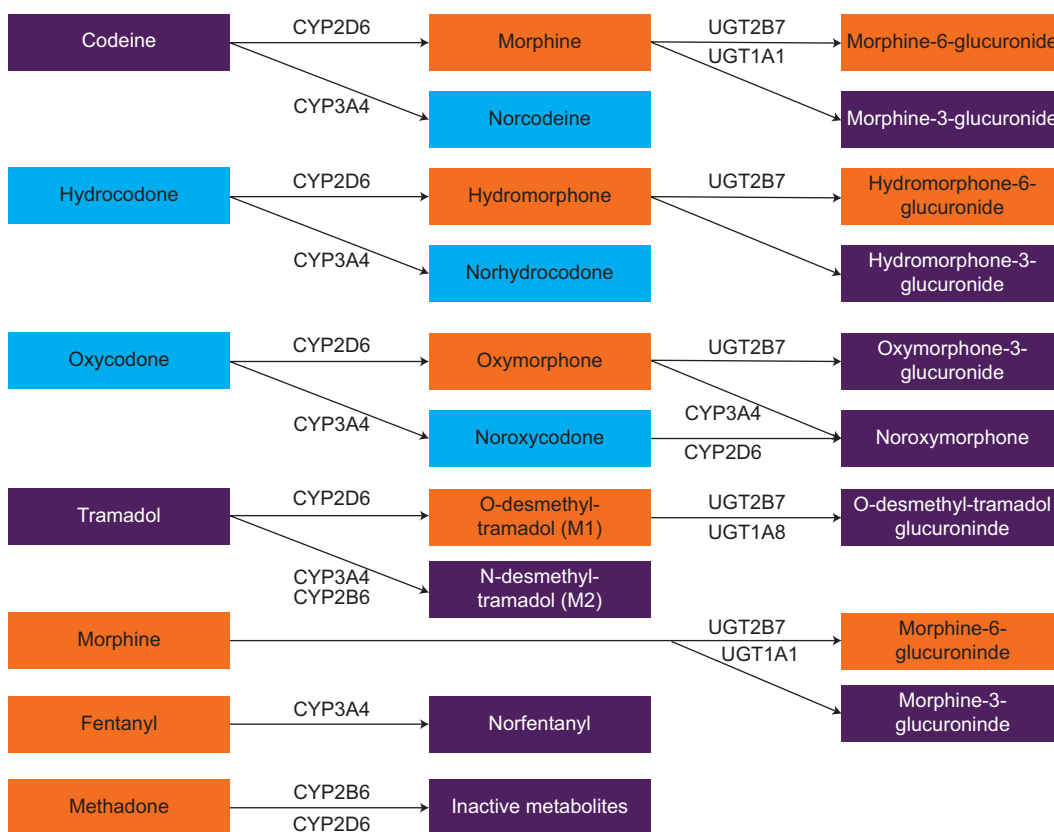 Codeine
CYP2D6
Morphine
UGT2B7
Morphine-6-glucuronide
UGT1A1
CYP3A4
Norcodeine
Morphine-3-glucuronide
Hydrocodone
CYP2D6
Hydromorphone
UGT2B7
Hydromorphone-6-
glucuronide
CYP3A4
Norhydrocodone
Hydromorphone-3-
glucuronide
Oxycodone
CYP2D6
Oxymorphone
UGT2B7
Oxymorphone-3-
glucuronide
CYP3A4
Noroxycodone
CYP3A4
CYP2D6
Noroxymorphone
Tramadol
CYP2D6
O-desmethyl-
tramadol (M1)
UGT2B7
UGT1A8
O-desmethyl-tramadol
glucuroninde
CYP3A4
CYP2B6
N-desmethyl-
tramadol (M2)
Morphine
UGT2B7
UGT1A1
Morphine-6-
glucuroninde
Morphine-3-
glucuroninde
Fentanyl
CYP3A4
Norfentanyl
Methadone
CYP2B6
CYP2D6
Inactive metabolites